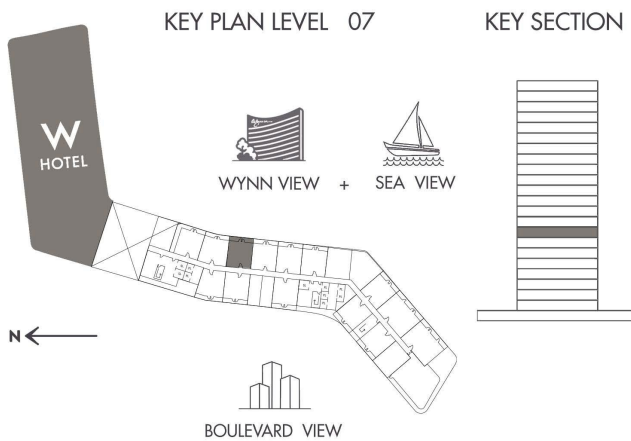 KEY PLAN LEVEL 07
KEY SECTION
W
HOTEL
WYNN VIEW + SEA VIEW
N
BOULEVARD VIEW